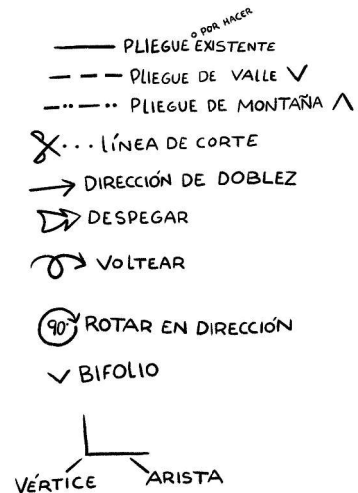 o POR HACER
PLIEGUE EXISTENTE
PLIEGUE DE VALLE
PLIEGUE DE MONTAÑA
LÍNEA DE CORTE
DIRECCIÓN DE DOBLEZ
DESPEGAR
VOLTEAR
90° ROTAR EN DIRECCIÓN
BIFOLIO
VÉRTICE ARISTA